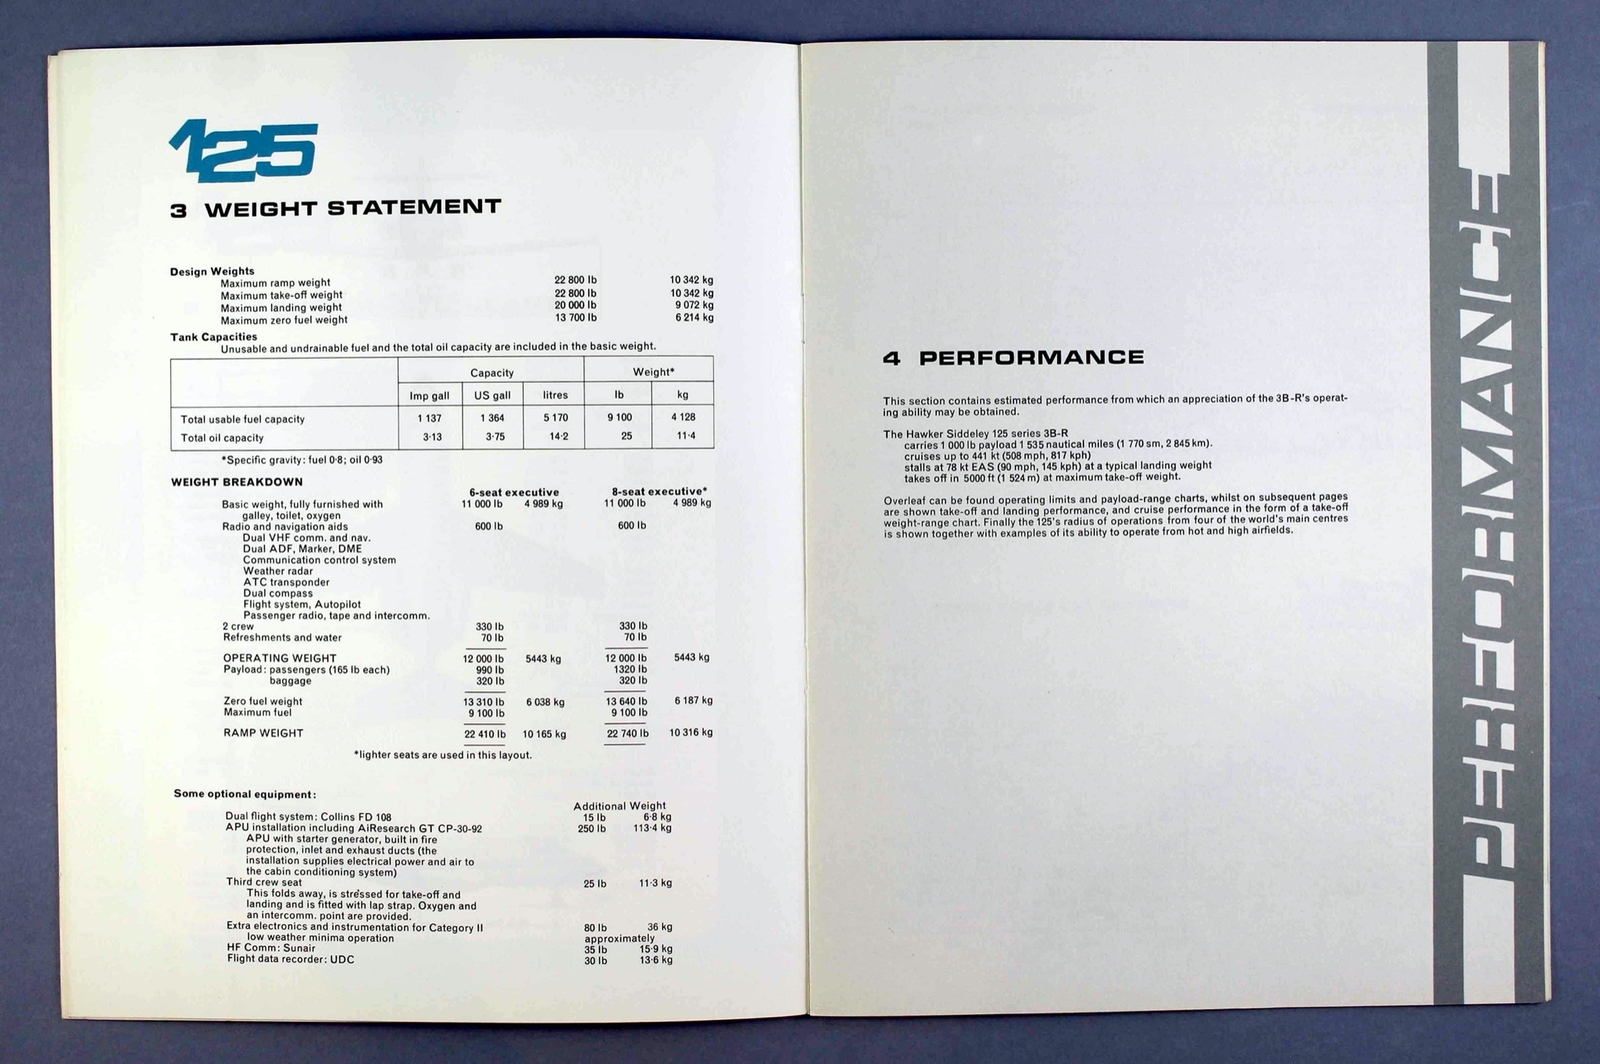 125
3 WEIGHT STATEMENT
Design Weights
Maximum ramp weight 22 800 lb 10 342 kg
Maximum take-off weight 22 800 lb 10 342 kg
Maximum landing weight 20 000 lb 9 072 kg
Maximum zero fuel weight 13 700 lb 6 214 kg
Tank Capacities
Unusable and undrainable fuel and the total oil capacity are included in the basic weight.
Capacity Weight*
Imp gall US gall litres lb kg
Total usable fuel capacity 1 137 1 364 5 170 9 100 4 128
Total oil capacity 3·13 3·75 14·2 25 11·4
*Specific gravity: fuel 0·8; oil 0·93
WEIGHT BREAKDOWN
6-seat executive 8-seat executive*
Basic weight, fully furnished with 11 000 lb 4 989 kg 11 000 lb 4 989 kg
galley, toilet, oxygen
Radio and navigation aids 600 lb 600 lb
Dual VHF comm. and nav.
Dual ADF, Marker, DME
Communication control system
Weather radar
ATC transponder
Dual compass
Flight system, Autopilot
Passenger radio, tape and intercomm.
2 crew 330 lb 330 lb
Refreshments and water 70 lb 70 lb
OPERATING WEIGHT 12 000 lb 5443 kg 12 000 lb 5443 kg
Payload: passengers (165 lb each) 990 lb 1320 lb
baggage 320 lb 320 lb
Zero fuel weight 13 310 lb 6 038 kg 13 640 lb 6 187 kg
Maximum fuel 9 100 lb 9 100 lb
RAMP WEIGHT 22 410 lb 10 165 kg 22 740 lb 10 316 kg
*lighter seats are used in this layout.
Some optional equipment:
Additional Weight
Dual flight system: Collins FD 108 15 lb 6·8 kg
APU installation including AiResearch GT CP-30-92 250 lb 113·4 kg
APU with starter generator, built in fire
protection, inlet and exhaust ducts (the
installation supplies electrical power and air to
the cabin conditioning system)
Third crew seat 25 lb 11·3 kg
This folds away, is stressed for take-off and
landing and is fitted with lap strap. Oxygen and
an intercomm. point are provided.
Extra electronics and instrumentation for Category II 80 lb 36 kg
low weather minima operation approximately
HF Comm: Sunair 35 lb 15·9 kg
Flight data recorder: UDC 30 lb 13·6 kg
4 PERFORMANCE
This section contains estimated performance from which an appreciation of the 3B-R's operat-
ing ability may be obtained.
The Hawker Siddeley 125 series 3B-R
carries 1 000 lb payload 1 535 nautical miles (1 770 sm, 2 845 km).
cruises up to 441 kt (508 mph, 817 kph)
stalls at 78 kt EAS (90 mph, 145 kph) at a typical landing weight
takes off in 5000 ft (1 524 m) at maximum take-off weight.
Overleaf can be found operating limits and payload-range charts, whilst on subsequent pages
are shown take-off and landing performance, and cruise performance in the form of a take-off
weight-range chart. Finally the 125's radius of operations from four of the world's main centres
is shown together with examples of its ability to operate from hot and high airfields.
PERFORMANCE